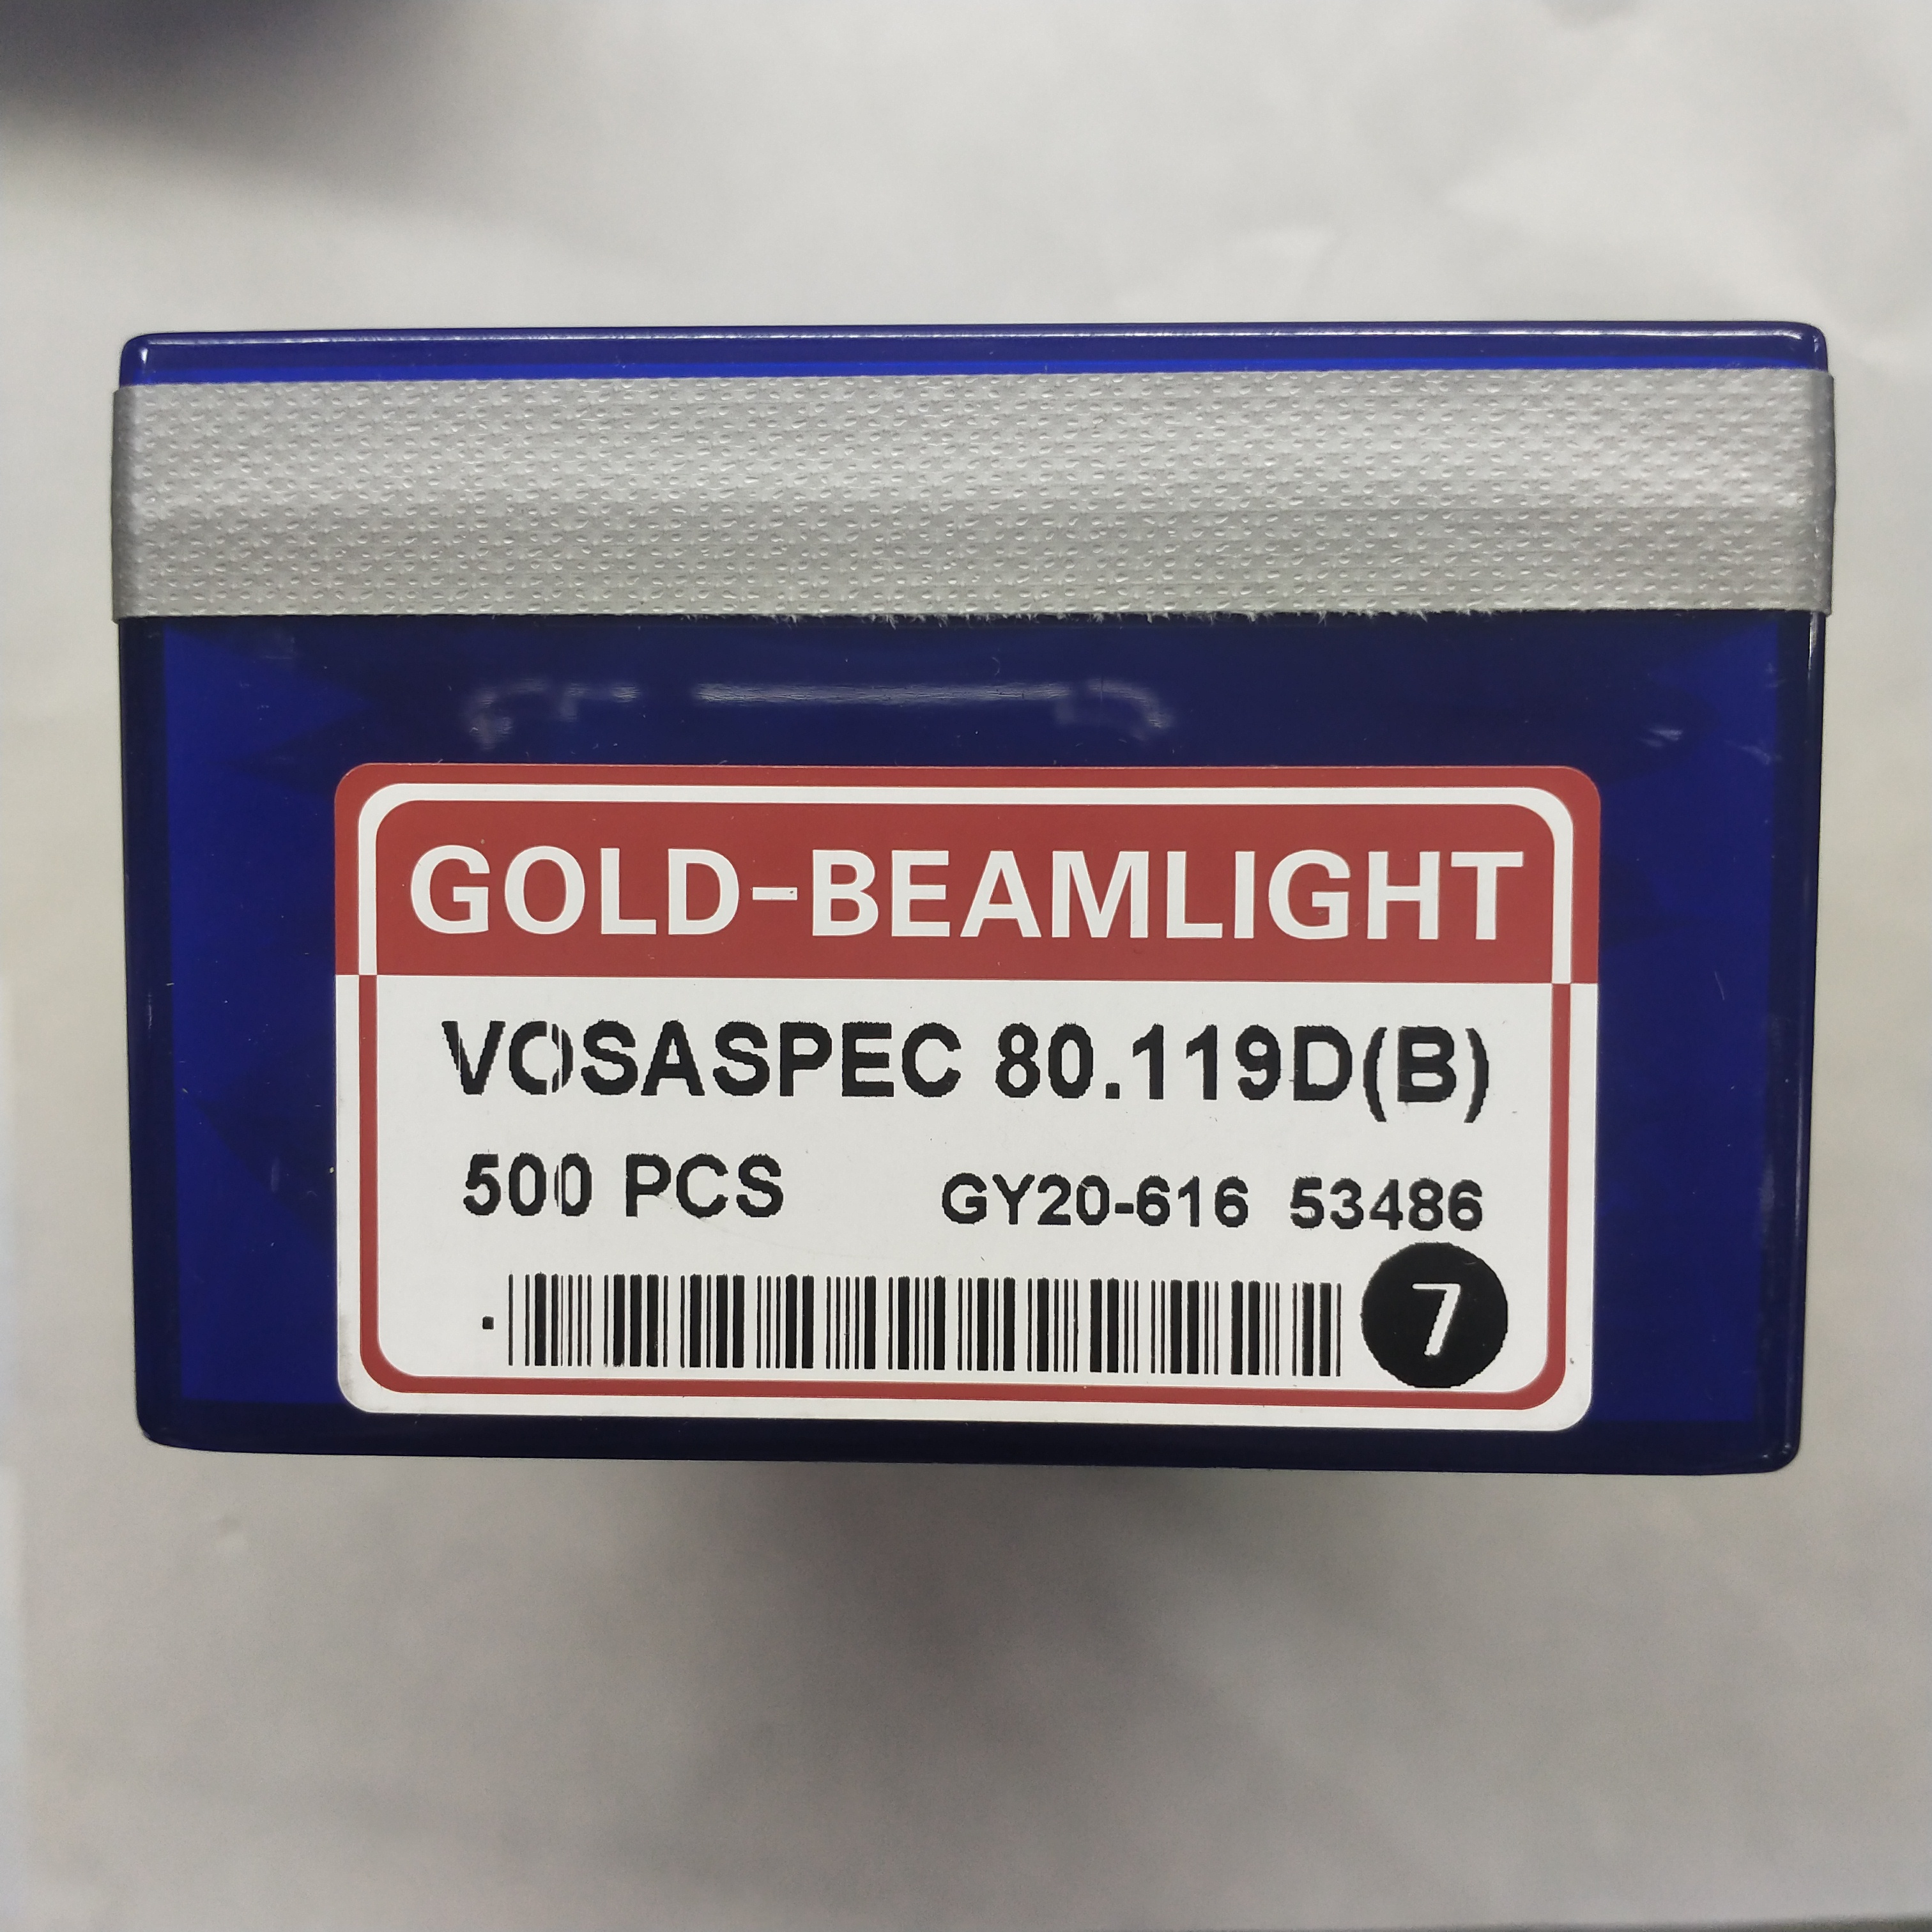 GOLD-BEAMLIGHT
VOSASPEC 80.119D(B)
500 PCS GY20-616 53486
7